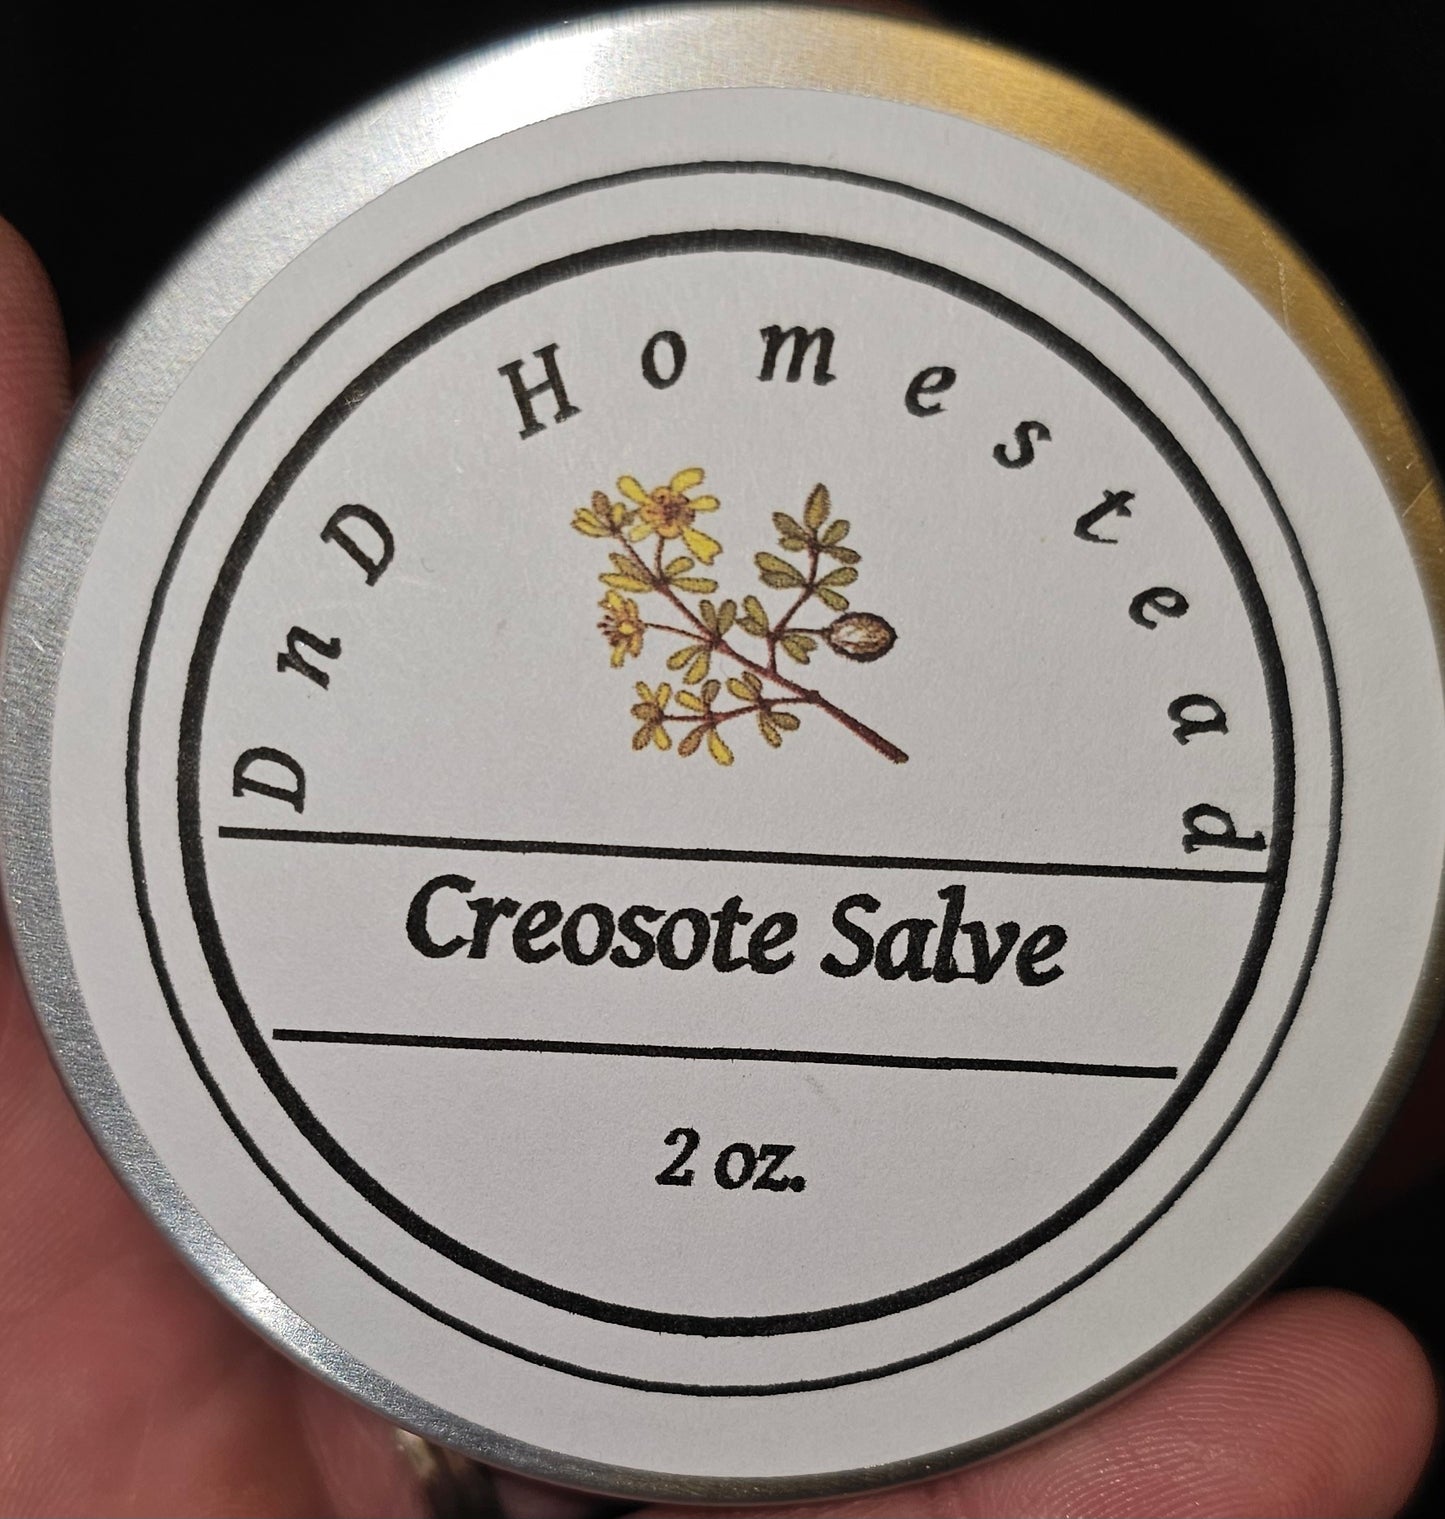 DnD Homestead
Creosote Salve
2 oz.